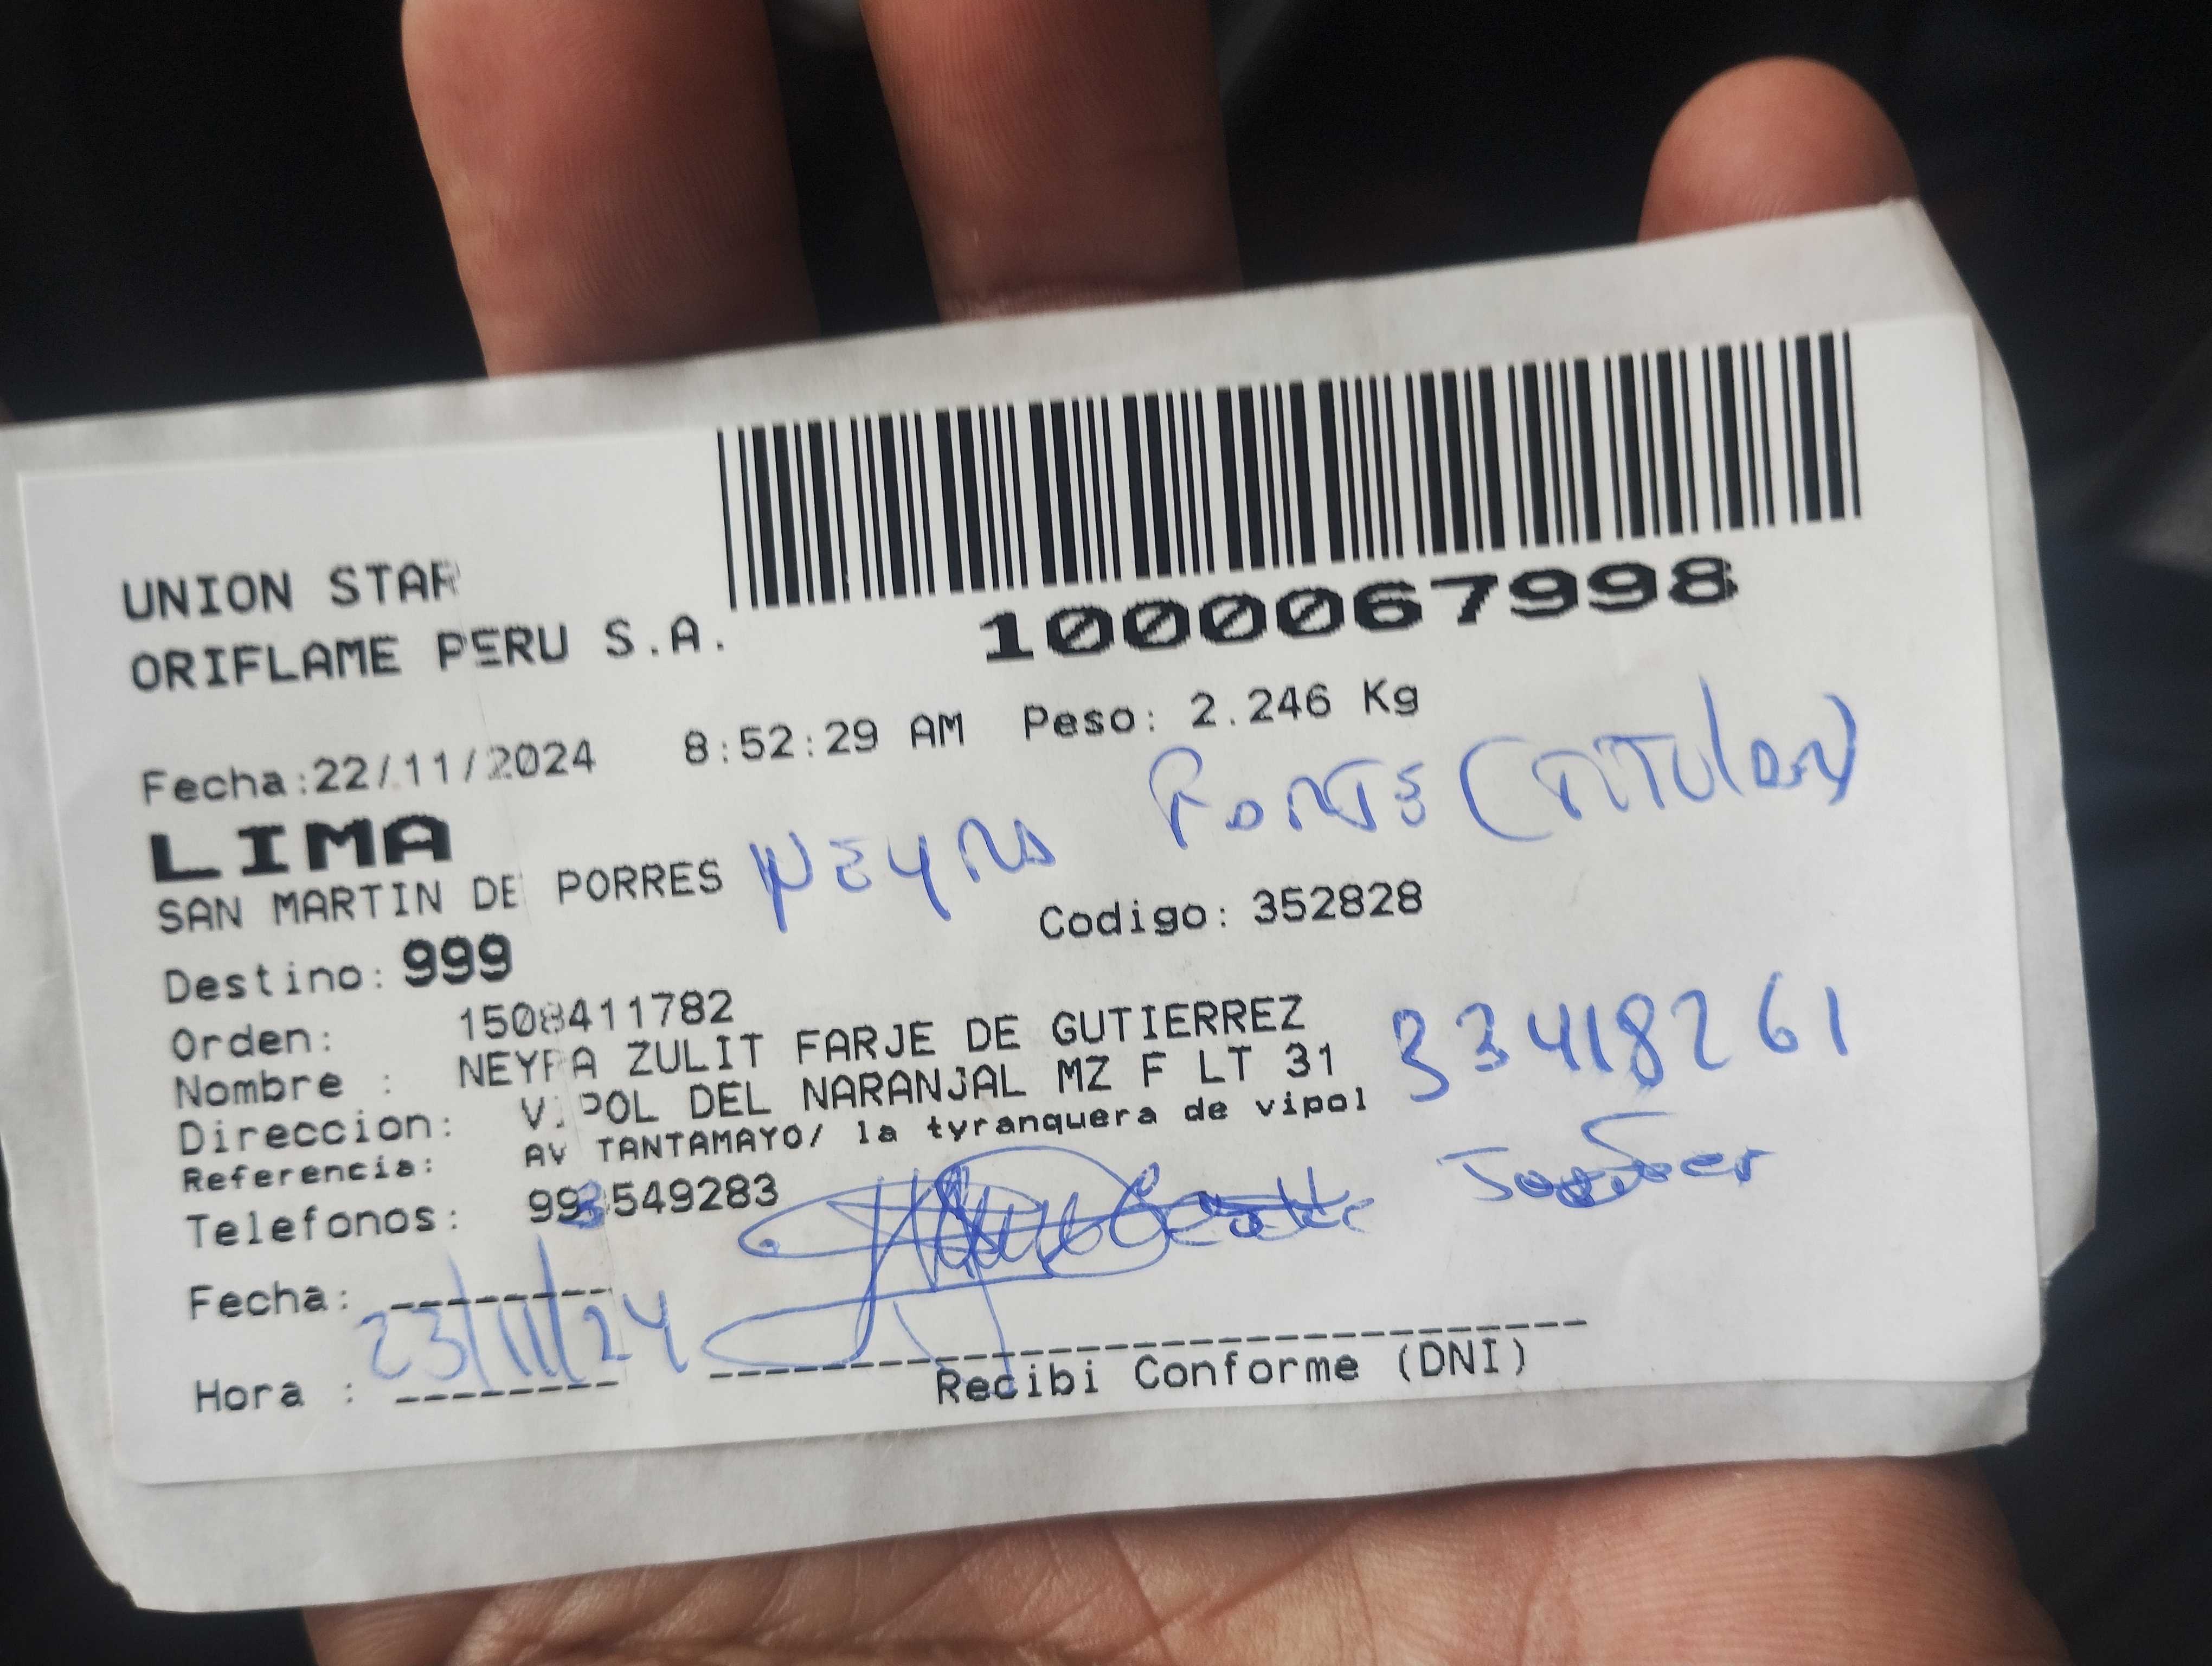 UNION STAR
ORIFLAME PERU S.A.
1000067998
Fecha:22/11/2024 8:52:29 AM Peso: 2.246 Kg
LIMA
SAN MARTIN DE PORRES NEYRA (TITULAR)
Destino: 999 Codigo: 352828
Orden: 1508411782
Nombre : NEYRA ZULIT FARJE DE GUTIERREZ
Direccion: VIPOL DEL NARANJAL MZ F LT 31 33418261
Referencia: AV TANTAMAYO/ la tyranquera de vipol
Telefonos: 993549283
Fecha: 23/11/24
Hora :
Recibi Conforme (DNI)